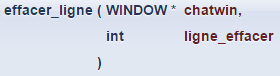 effacer_ligne ( WINDOW * chatwin,
int ligne_effacer
)